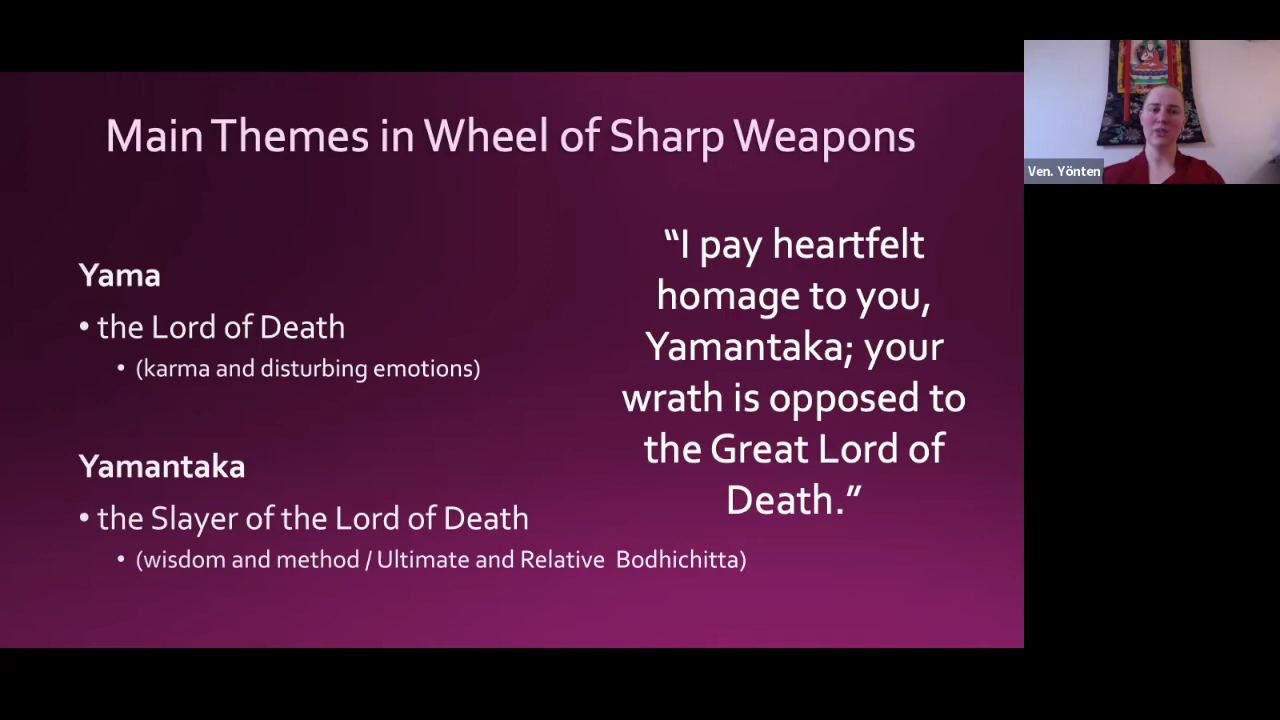 Main Themes in Wheel of Sharp Weapons
Yama
• the Lord of Death
• (karma and disturbing emotions)
Yamantaka
• the Slayer of the Lord of Death
• (wisdom and method / Ultimate and Relative Bodhichitta)
“I pay heartfelt
homage to you,
Yamantaka; your
wrath is opposed to
the Great Lord of
Death.”
Ven. Yönten